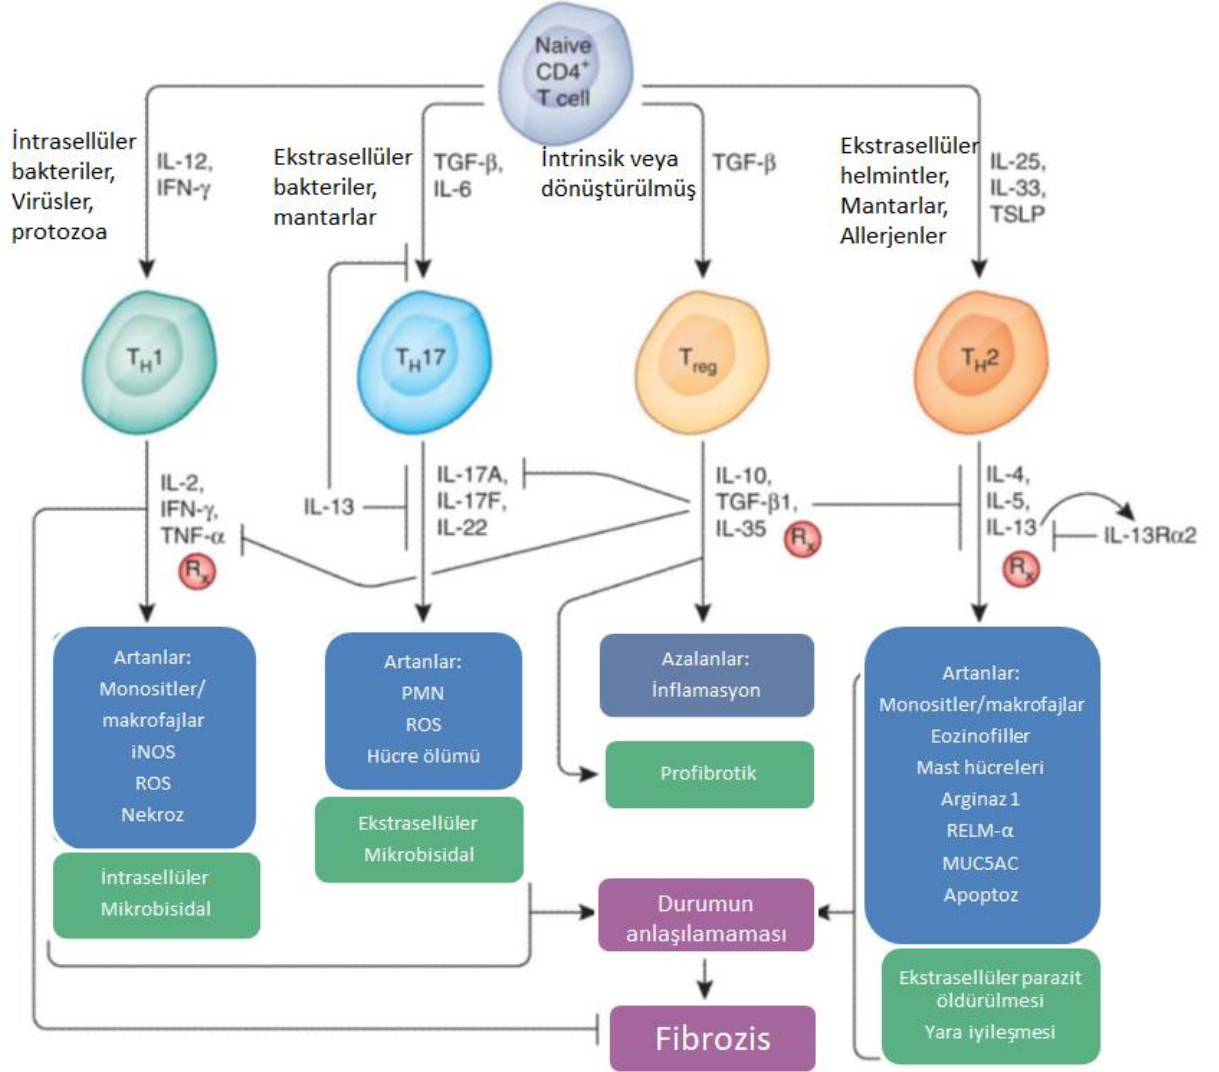 Naive
CD4⁺
T cell
İntrasellüler
bakteriler,
Virüsler,
protozoa
IL-12,
IFN-γ
Ekstrasellüler
bakteriler,
mantarlar
TGF-β,
IL-6
İntrinsik veya
dönüştürülmüş
TGF-β
Ekstrasellüler
helmintler,
Mantarlar,
Allerjenler
IL-25,
IL-33,
TSLP
T_H1
T_H17
T_reg
T_H2
IL-2,
IFN-γ,
TNF-α
Rx
IL-13
IL-17A,
IL-17F,
IL-22
IL-10,
TGF-β1,
IL-35
Rx
IL-4,
IL-5,
IL-13
Rx
IL-13Rα2
Artanlar:
Monositler/
makrofajlar
iNOS
ROS
Nekroz
İntrasellüler
Mikrobisidal
Artanlar:
PMN
ROS
Hücre ölümü
Ekstrasellüler
Mikrobisidal
Azalanlar:
İnflamasyon
Profibrotik
Artanlar:
Monositler/makrofajlar
Eozinofiller
Mast hücreleri
Arginaz 1
RELM-α
MUC5AC
Apoptoz
Ekstrasellüler parazit
öldürülmesi
Yara iyileşmesi
Durumun
anlaşılamaması
Fibrozis